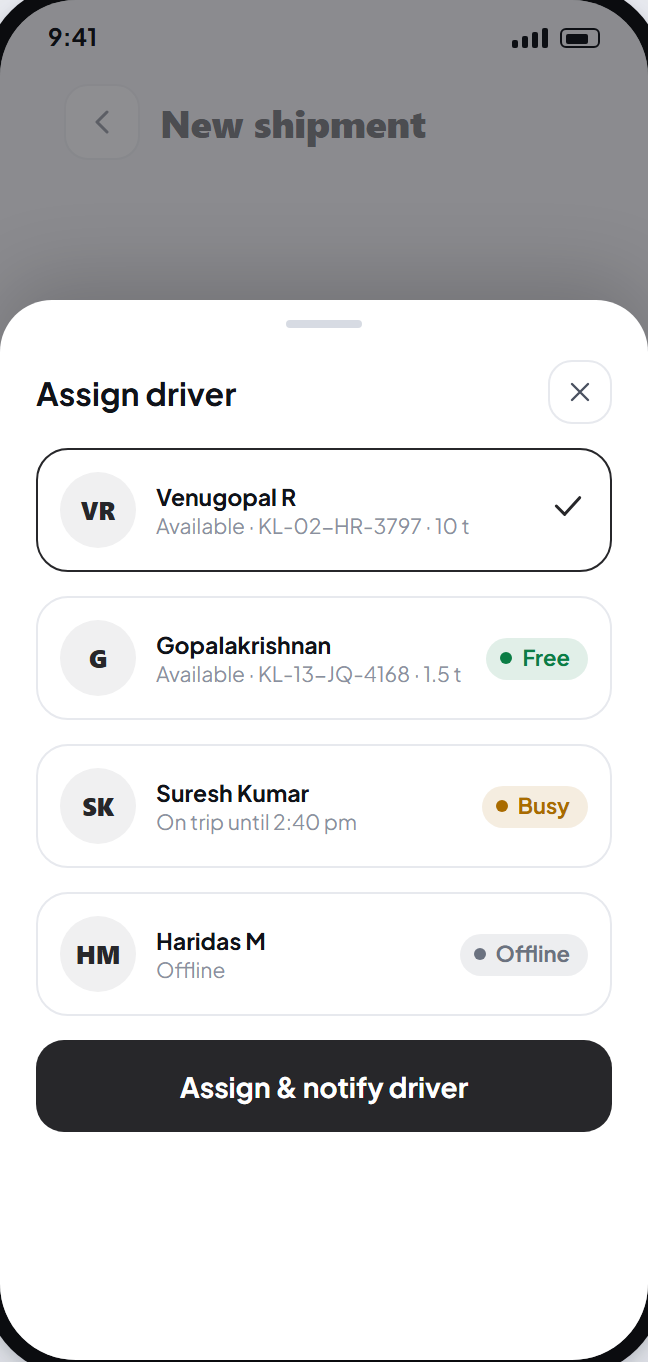 9:41
New shipment
Assign driver
VR
Venugopal R
Available · KL-02-HR-3797 · 10 t
G
Gopalakrishnan
Available · KL-13-JQ-4168 · 1.5 t
Free
SK
Suresh Kumar
On trip until 2:40 pm
Busy
HM
Haridas M
Offline
Offline
Assign & notify driver